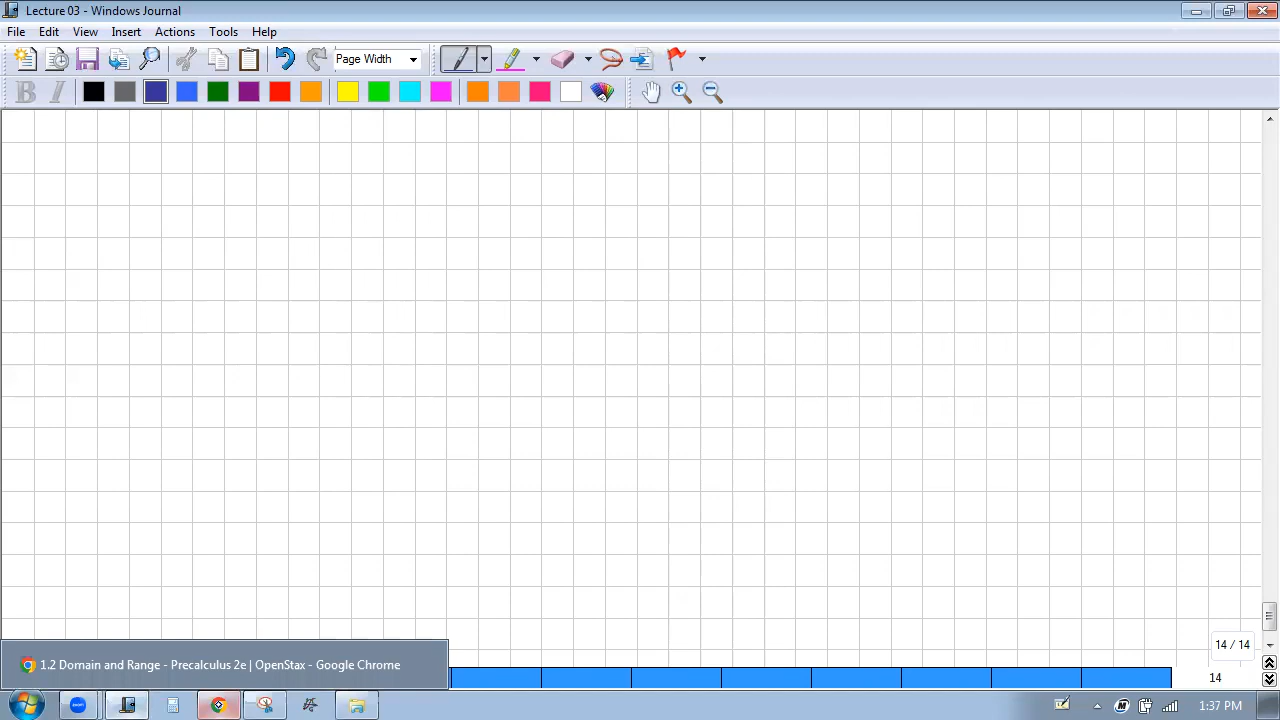 Lecture 03 - Windows Journal
File Edit View Insert Actions Tools Help
Page Width
B I
14 / 14
1.2 Domain and Range - Precalculus 2e | OpenStax - Google Chrome
14
zoom
1:37 PM